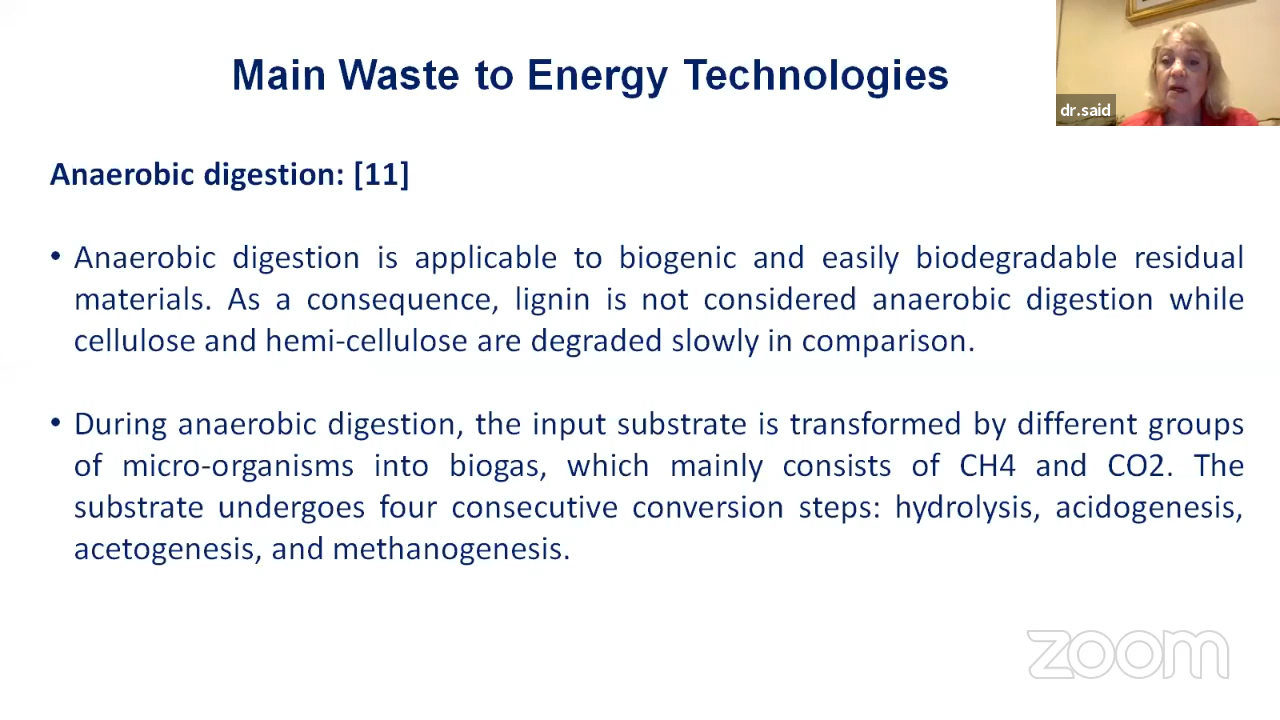 Main Waste to Energy Technologies
dr.said
Anaerobic digestion: [11]
• Anaerobic digestion is applicable to biogenic and easily biodegradable residual
materials. As a consequence, lignin is not considered anaerobic digestion while
cellulose and hemi-cellulose are degraded slowly in comparison.
• During anaerobic digestion, the input substrate is transformed by different groups
of micro-organisms into biogas, which mainly consists of CH4 and CO2. The
substrate undergoes four consecutive conversion steps: hydrolysis, acidogenesis,
acetogenesis, and methanogenesis.
zoom